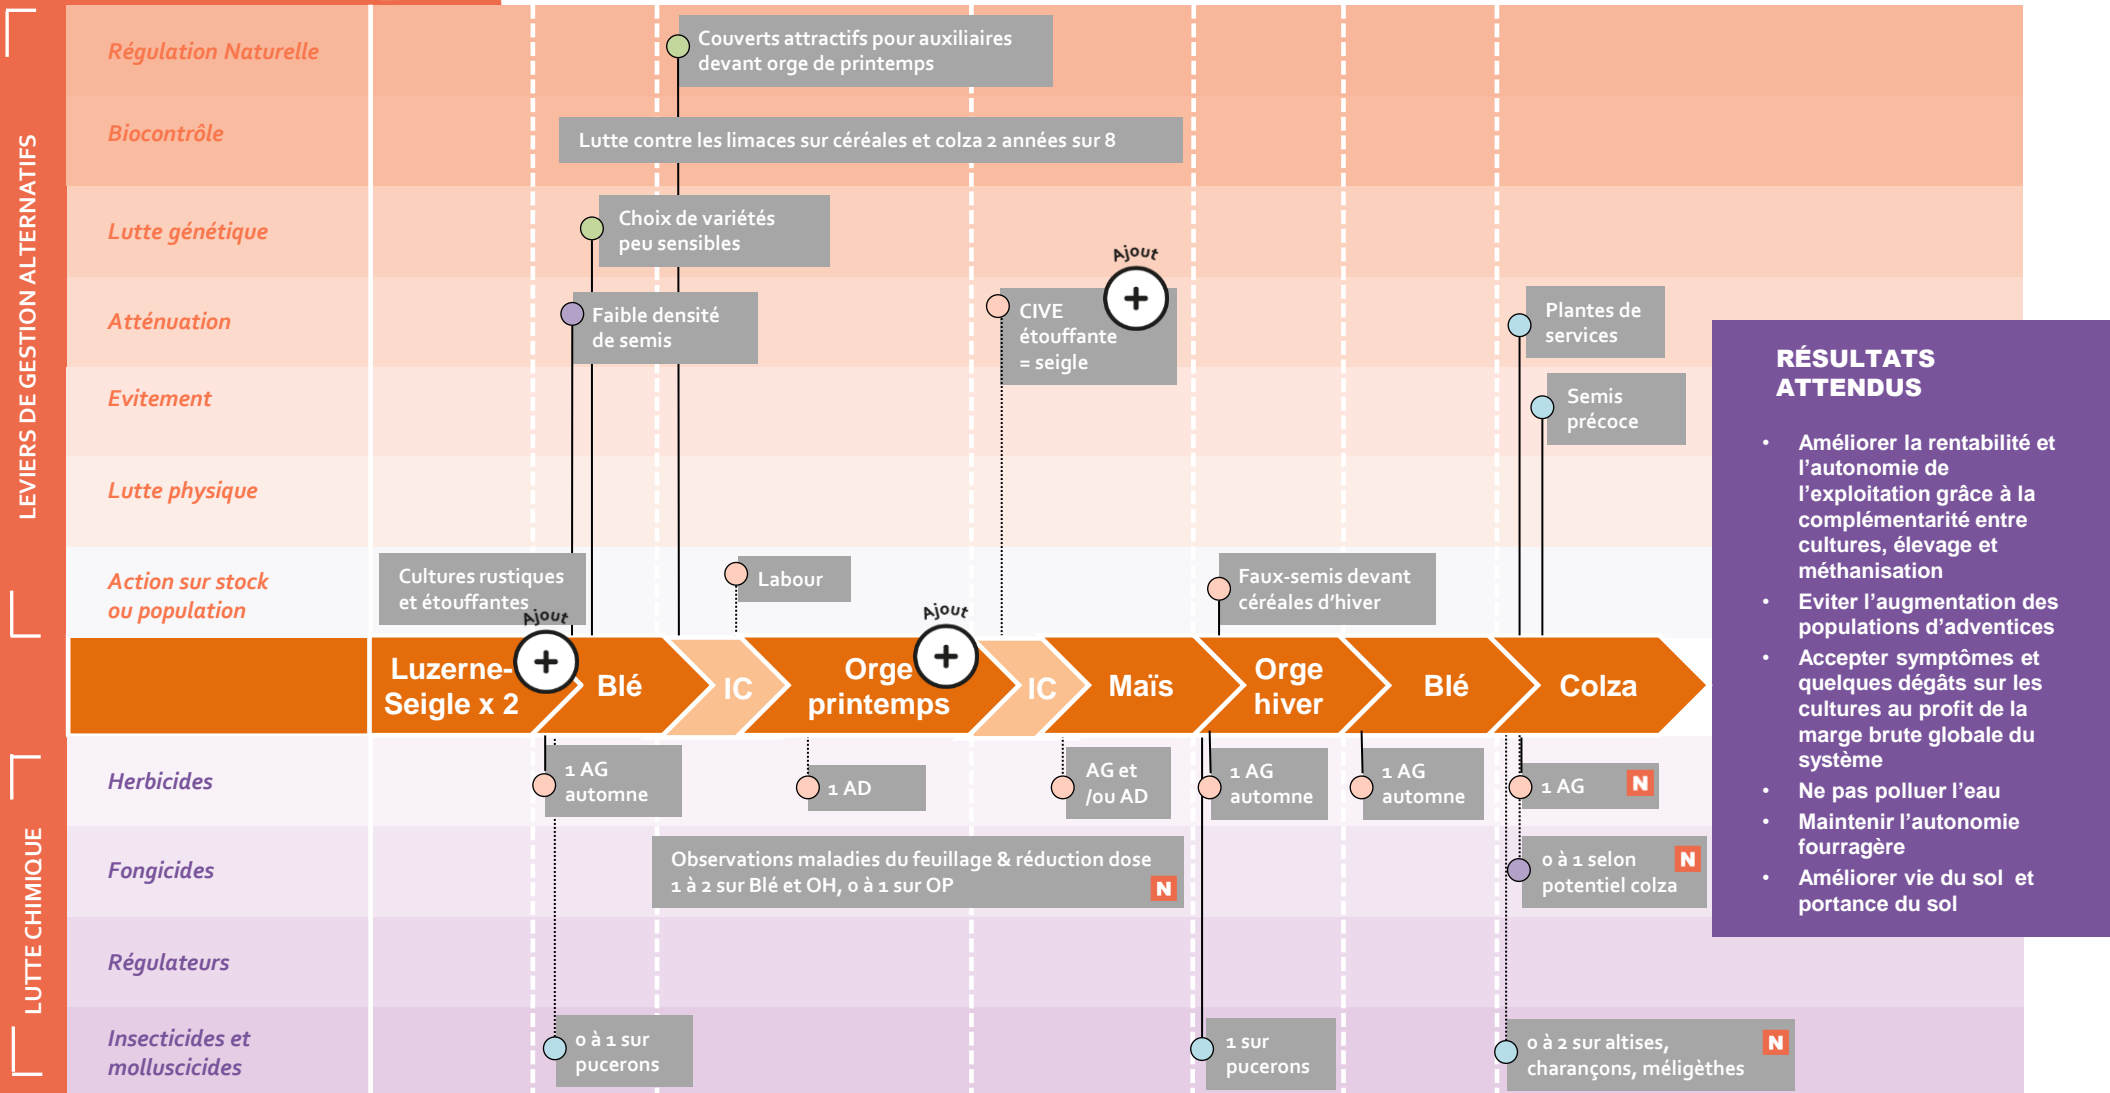 LEVIERS DE GESTION ALTERNATIFS
Régulation Naturelle
Couverts attractifs pour auxiliaires
devant orge de printemps
Biocontrôle
Lutte contre les limaces sur céréales et colza 2 années sur 8
Lutte génétique
Choix de variétés
peu sensibles
Atténuation
Faible densité
de semis
Ajout
+
CIVE
étouffante
= seigle
Plantes de
services
Evitement
Semis
précoce
Lutte physique
Action sur stock
ou population
Cultures rustiques
et étouffantes
Labour
Faux-semis devant
céréales d'hiver
Ajout
+
Ajout
+
Luzerne-
Seigle x 2
Blé
IC
Orge
printemps
IC
Maïs
Orge
hiver
Blé
Colza
LUTTE CHIMIQUE
Herbicides
1 AG
automne
1 AD
AG et
/ou AD
1 AG
automne
1 AG
automne
1 AG
N
Fongicides
Observations maladies du feuillage & réduction dose
1 à 2 sur Blé et OH, 0 à 1 sur OP
N
0 à 1 selon
potentiel colza
N
Régulateurs
Insecticides et
molluscicides
0 à 1 sur
pucerons
1 sur
pucerons
0 à 2 sur altises,
charançons, méligèthes
N
RÉSULTATS
ATTENDUS
• Améliorer la rentabilité et
l'autonomie de
l'exploitation grâce à la
complémentarité entre
cultures, élevage et
méthanisation
• Eviter l'augmentation des
populations d'adventices
• Accepter symptômes et
quelques dégâts sur les
cultures au profit de la
marge brute globale du
système
• Ne pas polluer l'eau
• Maintenir l'autonomie
fourragère
• Améliorer vie du sol et
portance du sol